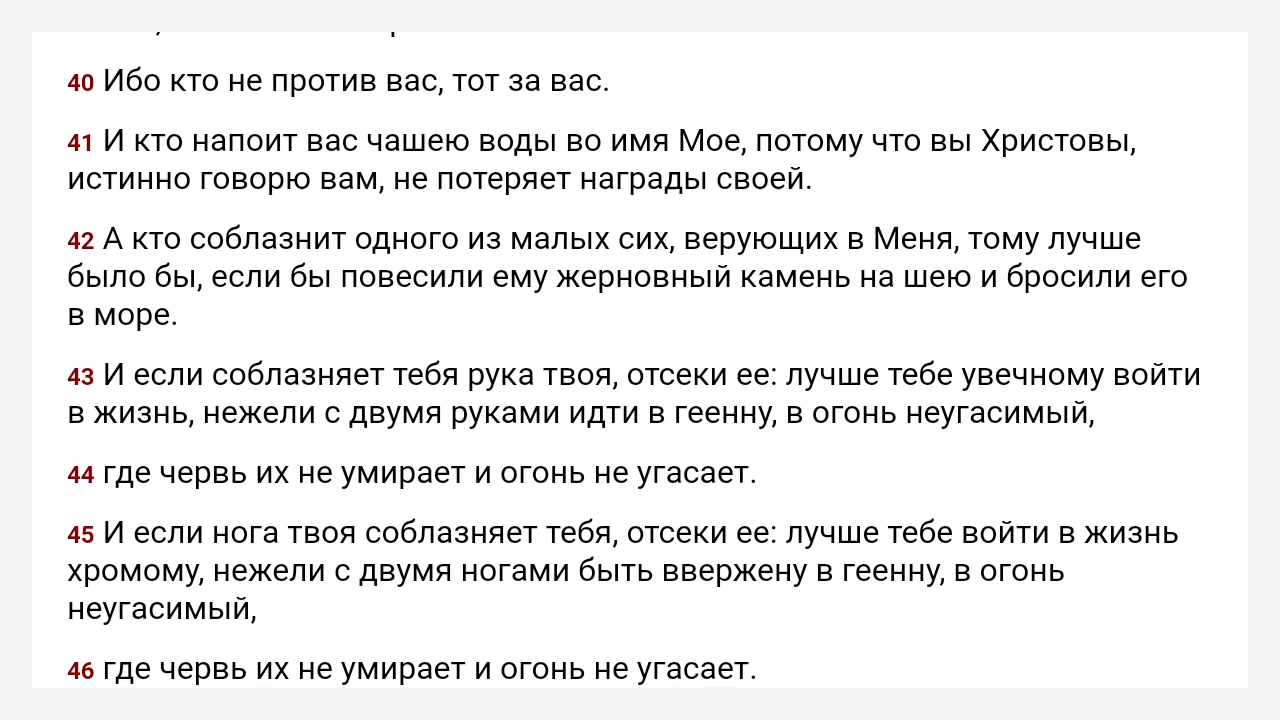 40 Ибо кто не против вас, тот за вас.
41 И кто напоит вас чашею воды во имя Мое, потому что вы Христовы,
истинно говорю вам, не потеряет награды своей.
42 А кто соблазнит одного из малых сих, верующих в Меня, тому лучше
было бы, если бы повесили ему жерновный камень на шею и бросили его
в море.
43 И если соблазняет тебя рука твоя, отсеки ее: лучше тебе увечному войти
в жизнь, нежели с двумя руками идти в геенну, в огонь неугасимый,
44 где червь их не умирает и огонь не угасает.
45 И если нога твоя соблазняет тебя, отсеки ее: лучше тебе войти в жизнь
хромому, нежели с двумя ногами быть ввержену в геенну, в огонь
неугасимый,
46 где червь их не умирает и огонь не угасает.